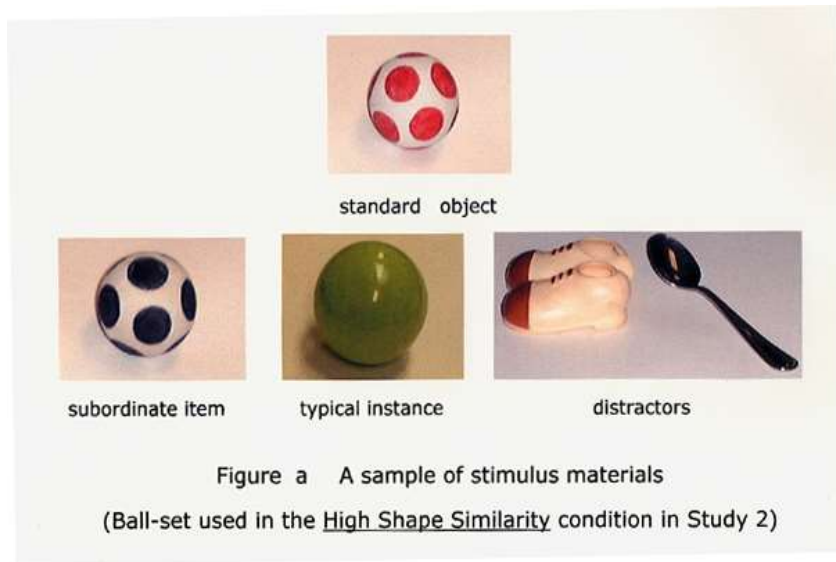 standard object
subordinate item
typical instance
distractors
Figure a A sample of stimulus materials
(Ball-set used in the High Shape Similarity condition in Study 2)